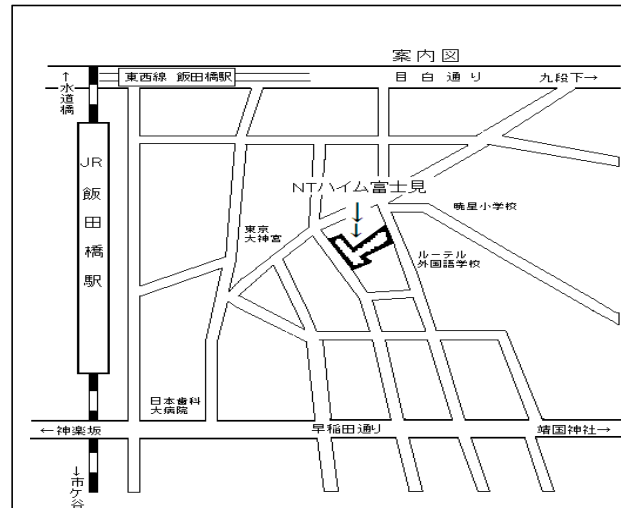 案内図
東西線 飯田橋駅
目白通り
九段下→
↑水道橋
JR飯田橋駅
NTハイム富士見
暁星小学校
東京
大神宮
ルーテル
外国語学校
日本歯科
大病院
←神楽坂
早稲田通り
靖国神社→
↓市ケ谷